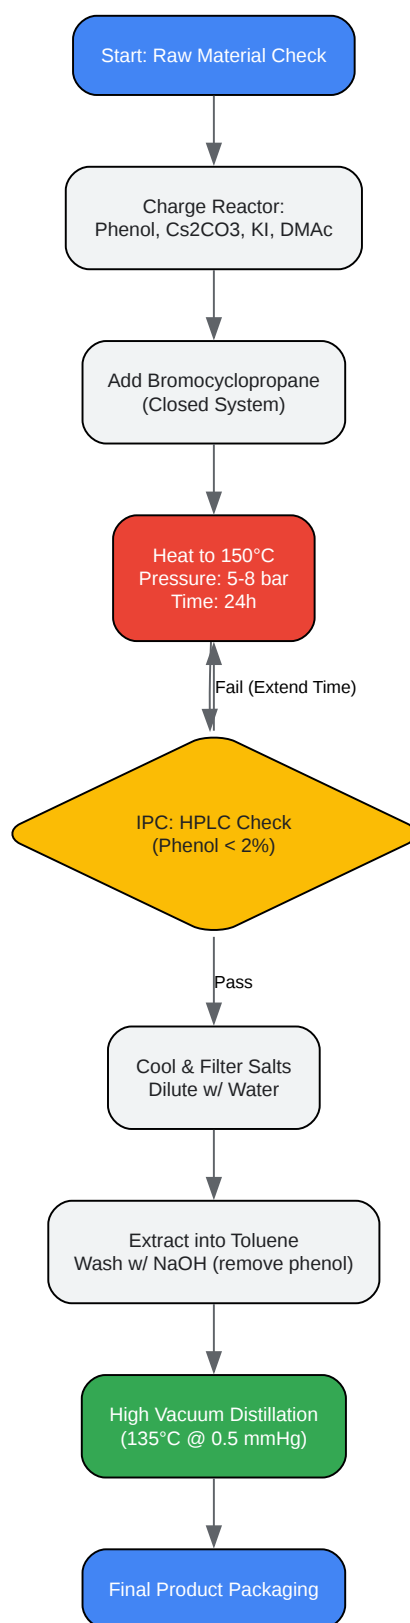 Start: Raw Material Check
Charge Reactor:
Phenol, Cs2CO3, KI, DMAc
Add Bromocyclopropane
(Closed System)
Heat to 150°C
Pressure: 5-8 bar
Time: 24h
Fail (Extend Time)
IPC: HPLC Check
(Phenol < 2%)
Pass
Cool & Filter Salts
Dilute w/ Water
Extract into Toluene
Wash w/ NaOH (remove phenol)
High Vacuum Distillation
(135°C @ 0.5 mmHg)
Final Product Packaging